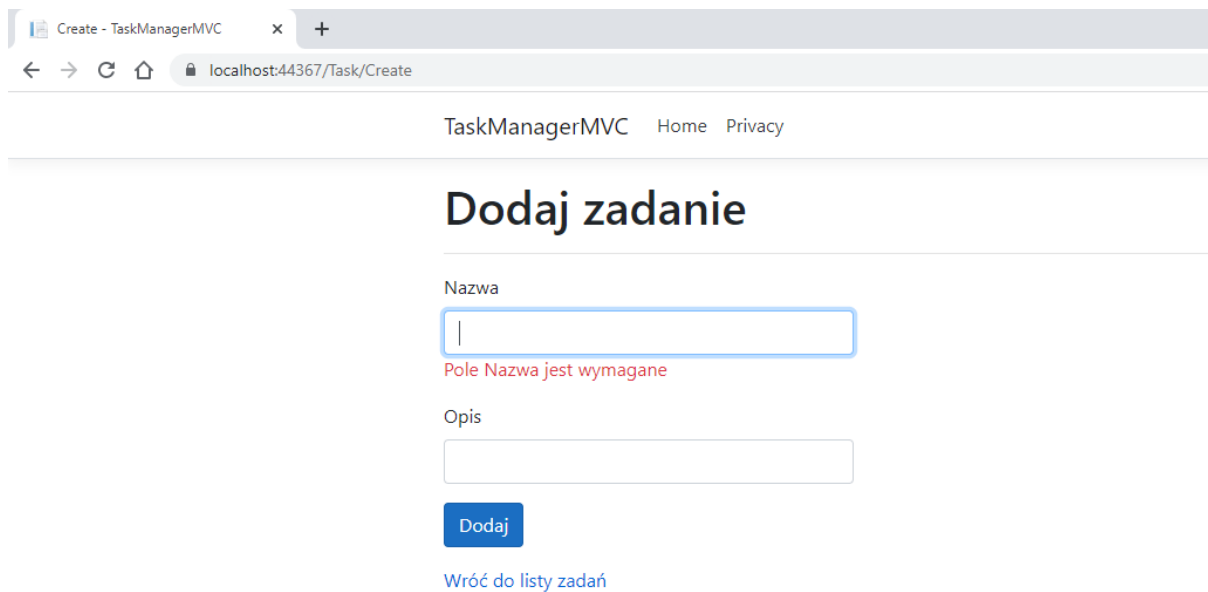 Create - TaskManagerMVC
localhost:44367/Task/Create
TaskManagerMVC Home Privacy
Dodaj zadanie
Nazwa
Pole Nazwa jest wymagane
Opis
Dodaj
Wróć do listy zadań